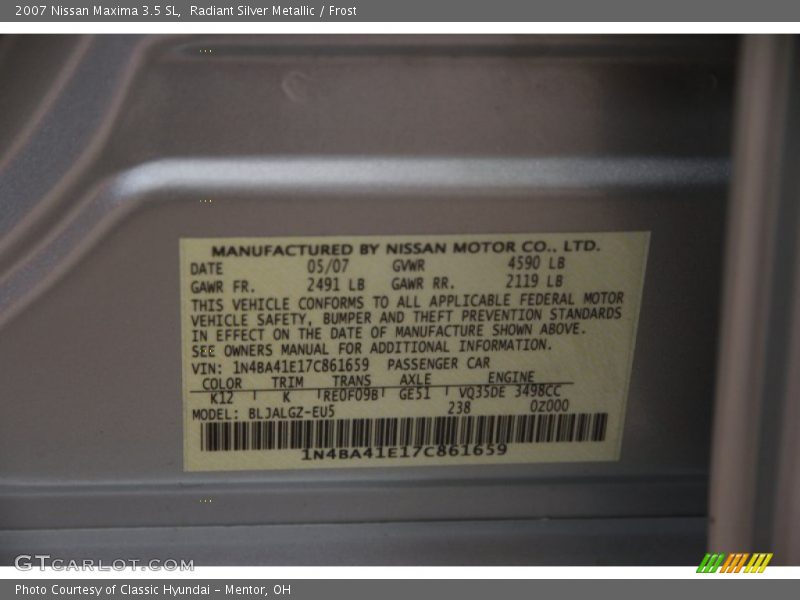 2007 Nissan Maxima 3.5 SL, Radiant Silver Metallic / Frost
MANUFACTURED BY NISSAN MOTOR CO., LTD.
DATE 05/07 GVWR 4590 LB
GAWR FR. 2491 LB GAWR RR. 2119 LB
THIS VEHICLE CONFORMS TO ALL APPLICABLE FEDERAL MOTOR
VEHICLE SAFETY, BUMPER AND THEFT PREVENTION STANDARDS
IN EFFECT ON THE DATE OF MANUFACTURE SHOWN ABOVE.
SEE OWNERS MANUAL FOR ADDITIONAL INFORMATION.
VIN: 1N4BA41E17C861659 PASSENGER CAR
COLOR TRIM TRANS AXLE ENGINE
K12 K RE0F09B GE51 VQ35DE 3498CC
MODEL: BLJALGZ-EU5 238 0Z000
1N4BA41E17C861659
GTcarlot.com
Photo Courtesy of Classic Hyundai - Mentor, OH